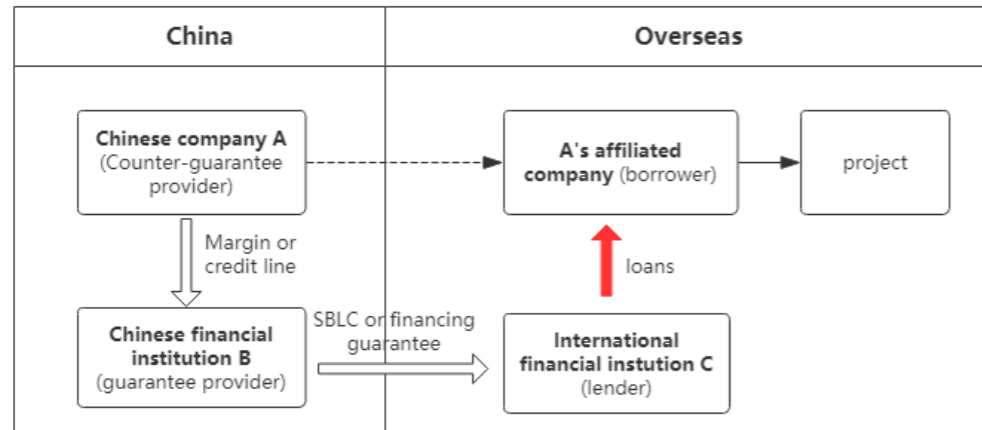 China
Overseas
Chinese company A
(Counter-guarantee
provider)
A's affiliated
company (borrower)
project
Margin or
credit line
loans
Chinese financial
institution B
(guarantee provider)
SBLC or financing
guarantee
International
financial instution C
(lender)